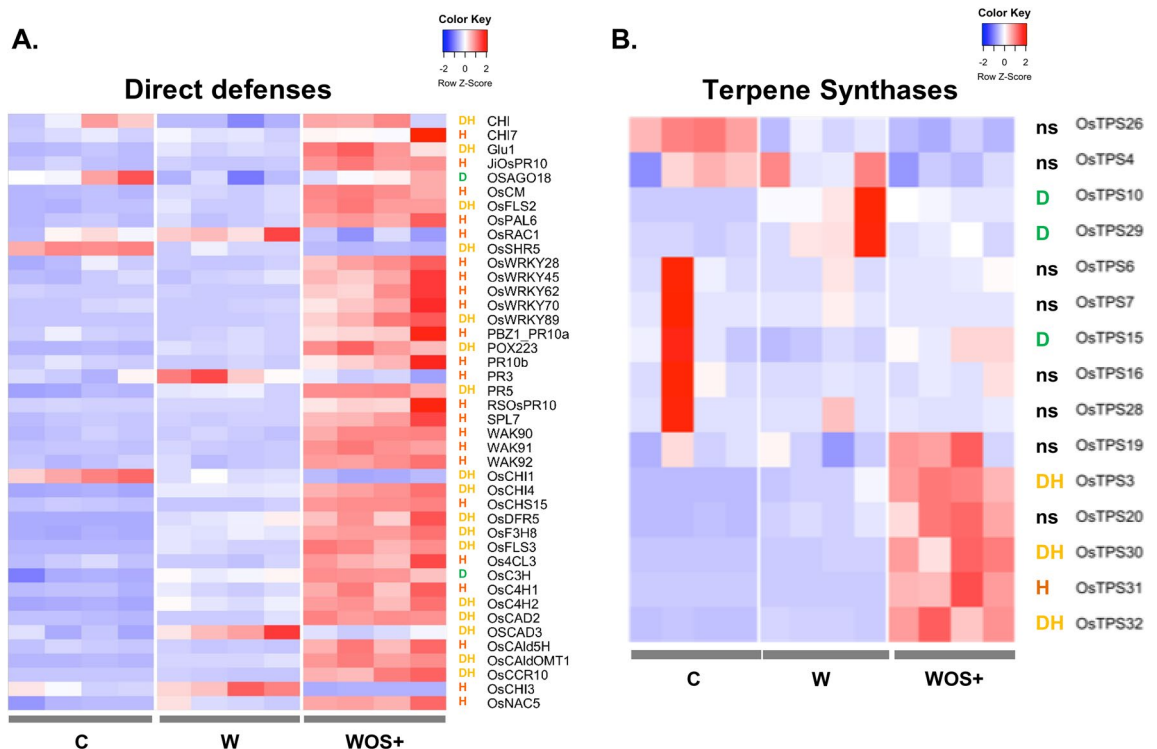 A.
Color Key
-2 0 2
Row Z-Score
Direct defenses
DH CHI
H CHI7
DH Glu1
H JiOsPR10
D OSAGO18
H OsCM
DH OsFLS2
H OsPAL6
H OsRAC1
DH OsSHR5
H OsWRKY28
H OsWRKY45
H OsWRKY62
H OsWRKY70
DH OsWRKY89
H PBZ1_PR10a
DH POX223
H PR10b
H PR3
DH PR5
H RSOsPR10
H SPL7
H WAK90
H WAK91
H WAK92
DH OsCHI1
DH OsCHI4
H OsCHS15
DH OsDFR5
DH OsF3H8
DH OsFLS3
H Os4CL3
D OsC3H
H OsC4H1
DH OsC4H2
DH OsCAD2
DH OSCAD3
H OsCAld5H
DH OsCAldOMT1
DH OsCCR10
H OsCHI3
H OsNAC5
C W WOS+
B.
Color Key
-2 0 2
Row Z-Score
Terpene Synthases
ns OsTPS26
ns OsTPS4
D OsTPS10
D OsTPS29
ns OsTPS6
ns OsTPS7
D OsTPS15
ns OsTPS16
ns OsTPS28
ns OsTPS19
DH OsTPS3
ns OsTPS20
DH OsTPS30
H OsTPS31
DH OsTPS32
C W WOS+